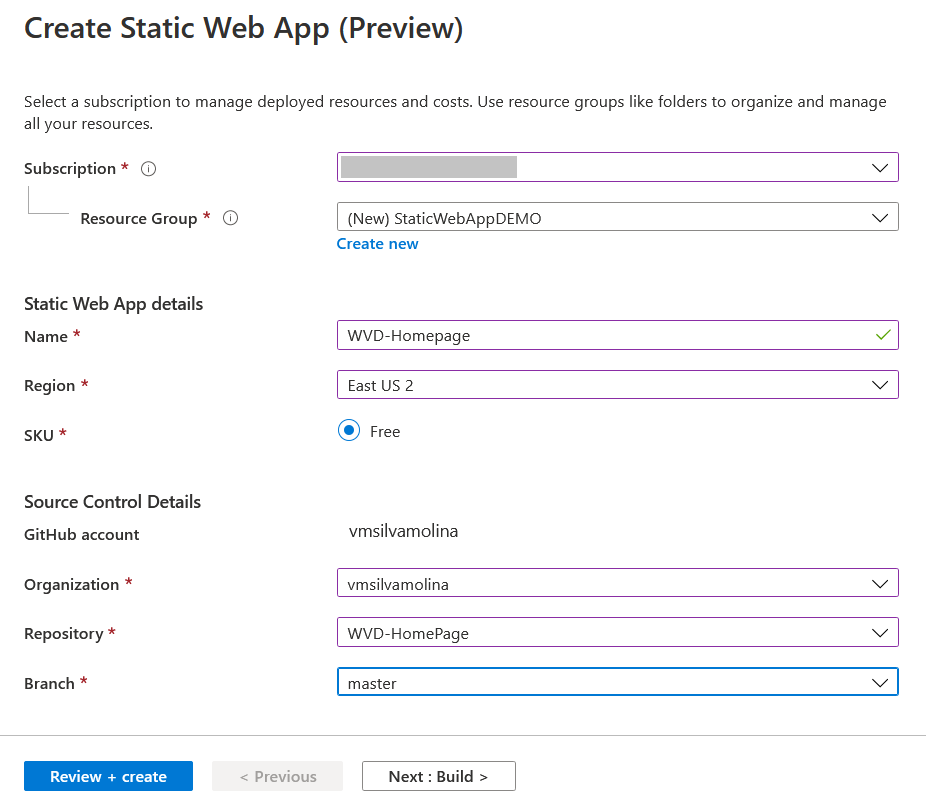 Create Static Web App (Preview)
Select a subscription to manage deployed resources and costs. Use resource groups like folders to organize and manage
all your resources.
Subscription *
Resource Group *
(New) StaticWebAppDEMO
Create new
Static Web App details
Name *
WVD-Homepage
Region *
East US 2
SKU *
Free
Source Control Details
GitHub account
vmsilvamolina
Organization *
vmsilvamolina
Repository *
WVD-HomePage
Branch *
master
Review + create
< Previous
Next : Build >